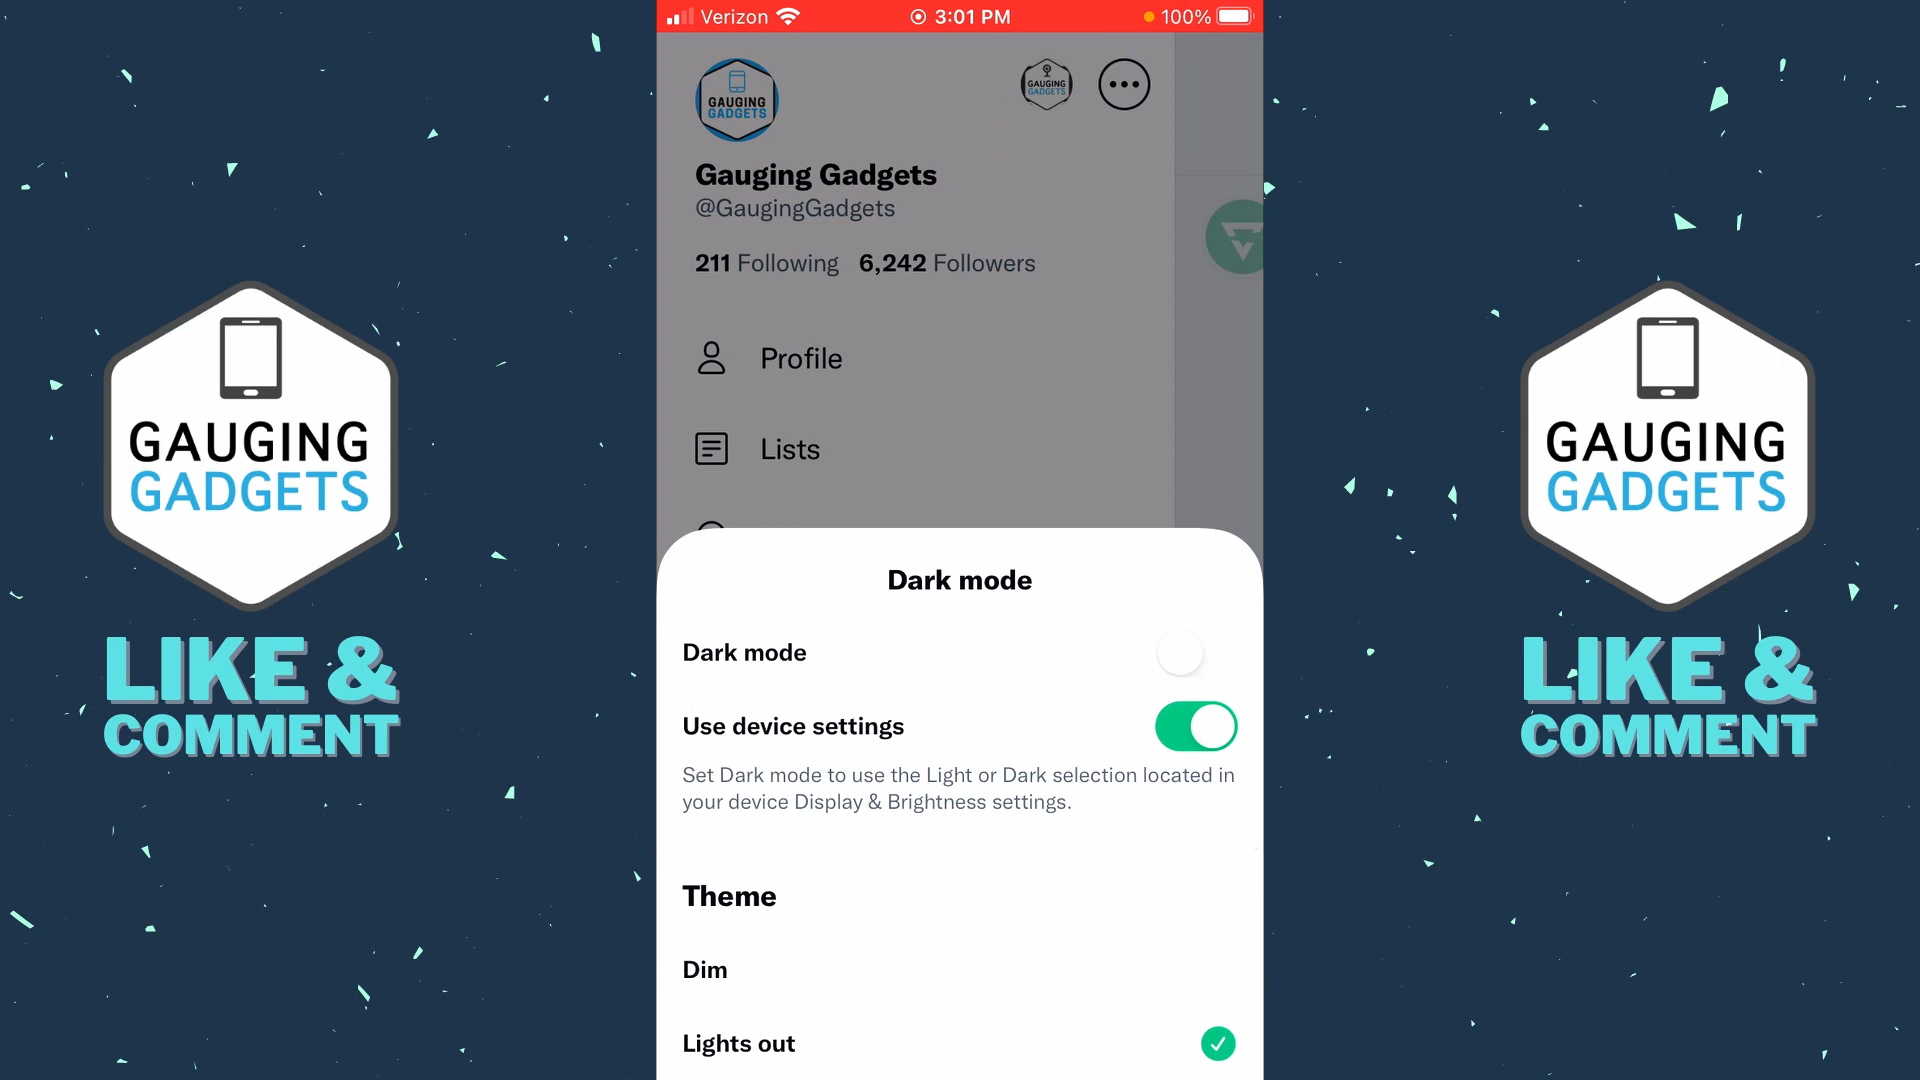 Verizon 3:01 PM 100%
GAUGING
GADGETS
GAUGING
GADGETS
Gauging Gadgets
@GaugingGadgets
211 Following 6,242 Followers
Profile
Lists
Dark mode
Dark mode
Use device settings
Set Dark mode to use the Light or Dark selection located in
your device Display & Brightness settings.
Theme
Dim
Lights out
GAUGING
GADGETS
LIKE &
COMMENT
GAUGING
GADGETS
LIKE &
COMMENT